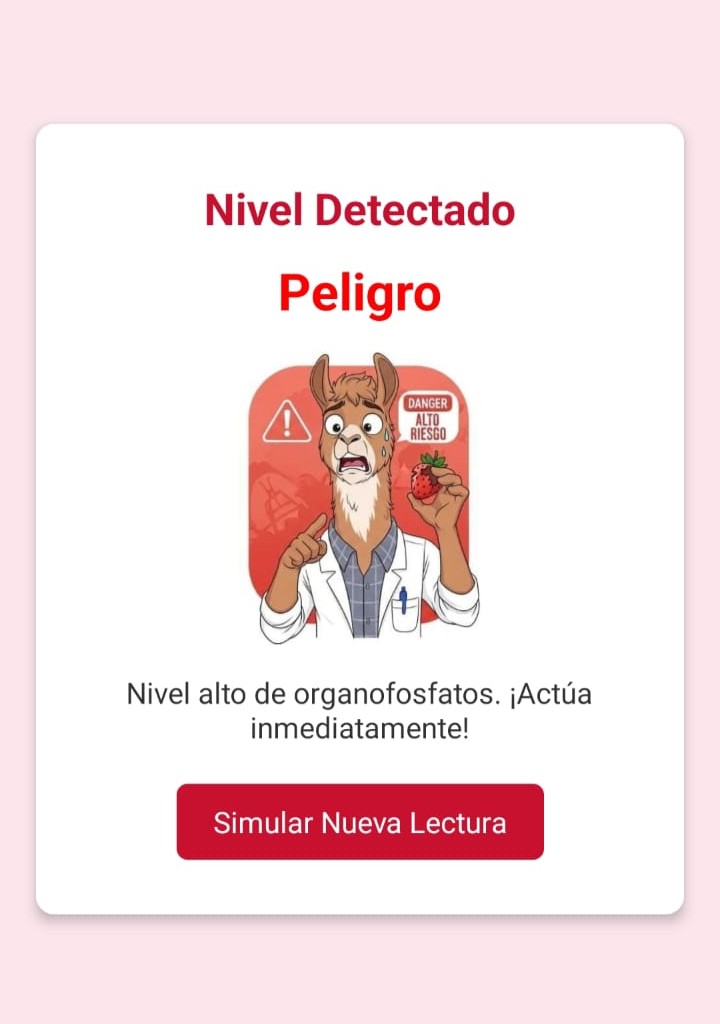 Nivel Detectado
Peligro
DANGER
ALTO
RIESGO
Nivel alto de organofosfatos. ¡Actúa
inmediatamente!
Simular Nueva Lectura